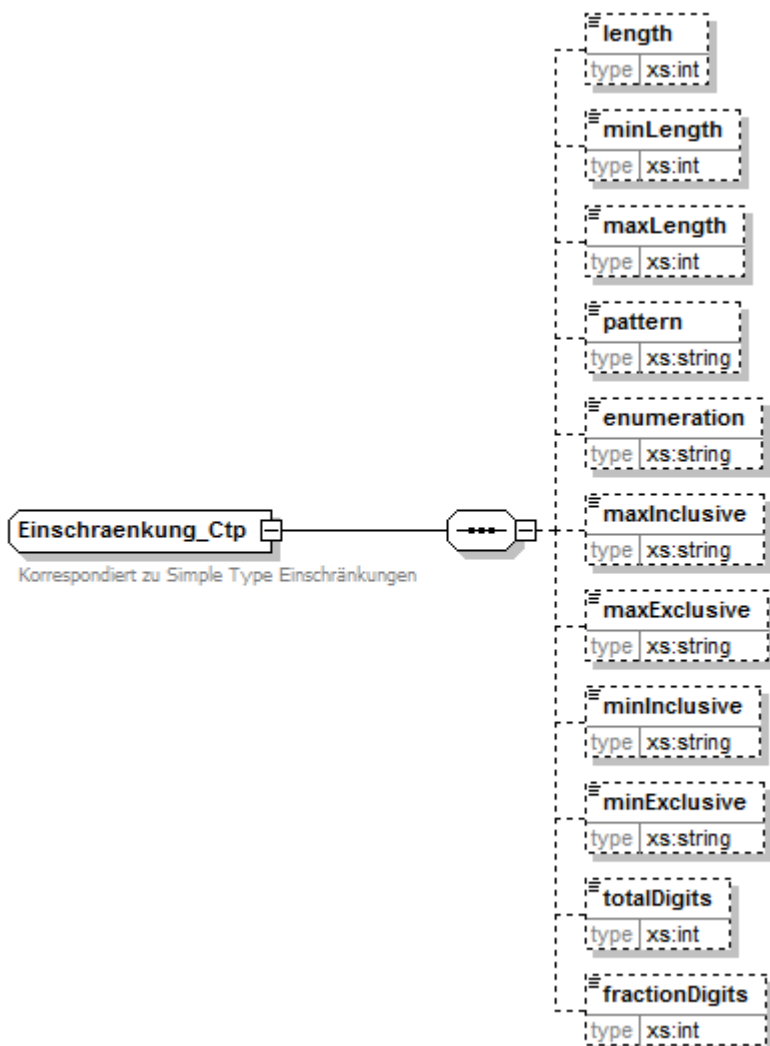 length
type xs:int
minLength
type xs:int
maxLength
type xs:int
pattern
type xs:string
enumeration
type xs:string
maxInclusive
type xs:string
Einschraenkung_Ctp
Korrespondiert zu Simple Type Einschränkungen
maxExclusive
type xs:string
minInclusive
type xs:string
minExclusive
type xs:string
totalDigits
type xs:int
fractionDigits
type xs:int